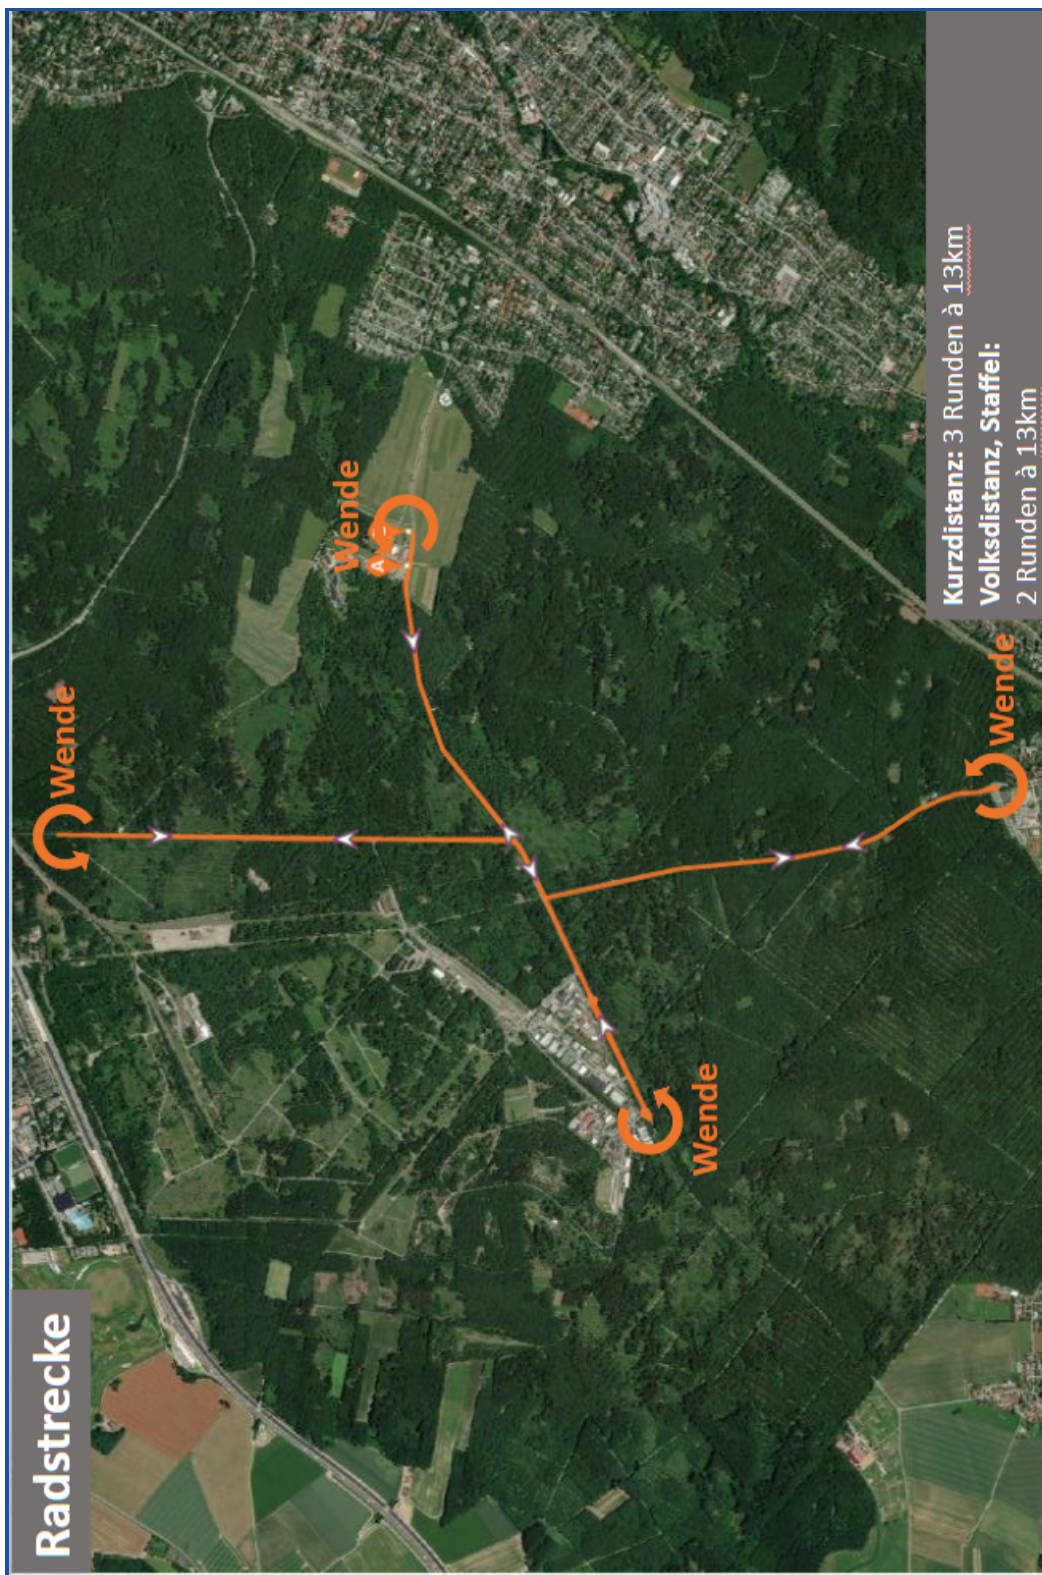 Radstrecke
Wende
Wende
A
Wende
Wende
Kurzdistanz: 3 Runden à 13km
Volksdistanz, Staffel:
2 Runden à 13km